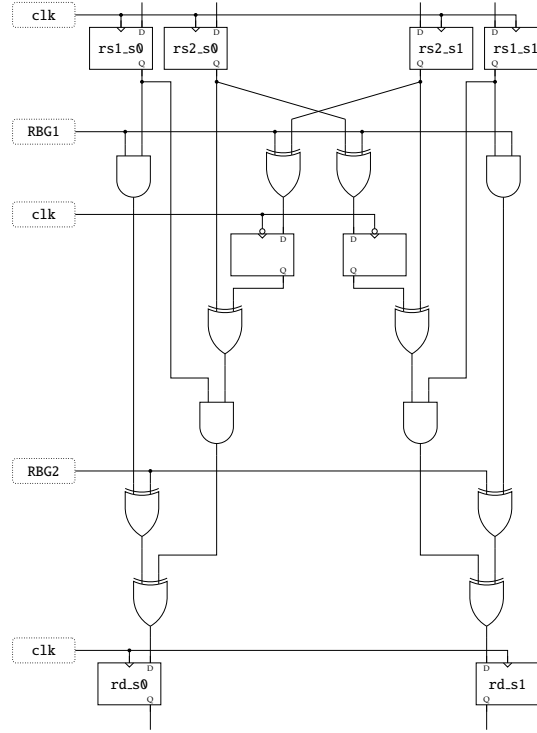 clk
D D D D
rs1_s0 rs2_s0 rs2_s1 rs1_s1
Q Q Q Q
RBG1
clk
D D
Q Q
RBG2
clk
D D
rd_s0 rd_s1
Q Q